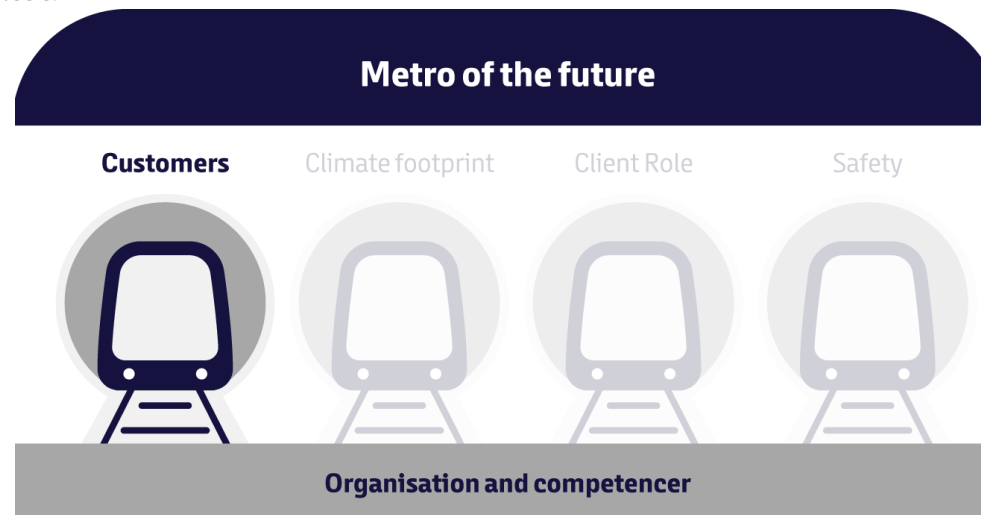 Metro of the future
Customers
Climate footprint
Client Role
Safety
Organisation and competencer